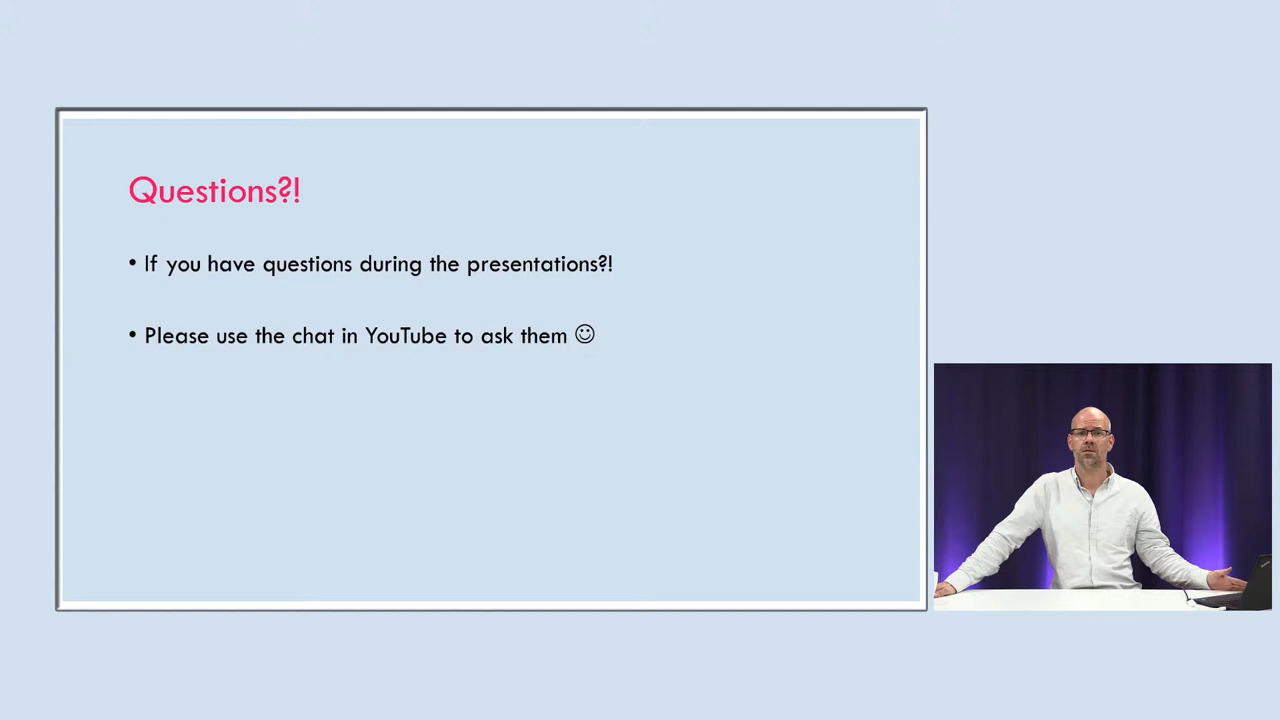 Questions?!
• If you have questions during the presentations?!
• Please use the chat in YouTube to ask them ☺